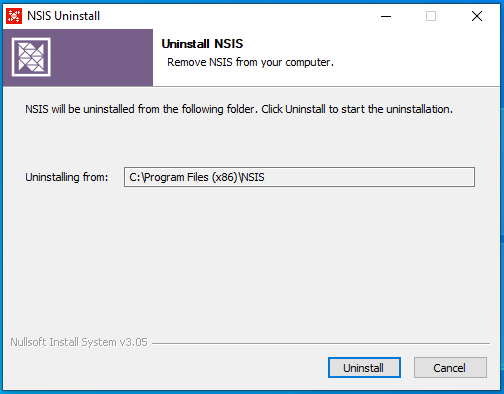 NSIS Uninstall
Uninstall NSIS
Remove NSIS from your computer.
NSIS will be uninstalled from the following folder. Click Uninstall to start the uninstallation.
Uninstalling from: C:\Program Files (x86)\NSIS
Nullsoft Install System v3.05
Uninstall Cancel